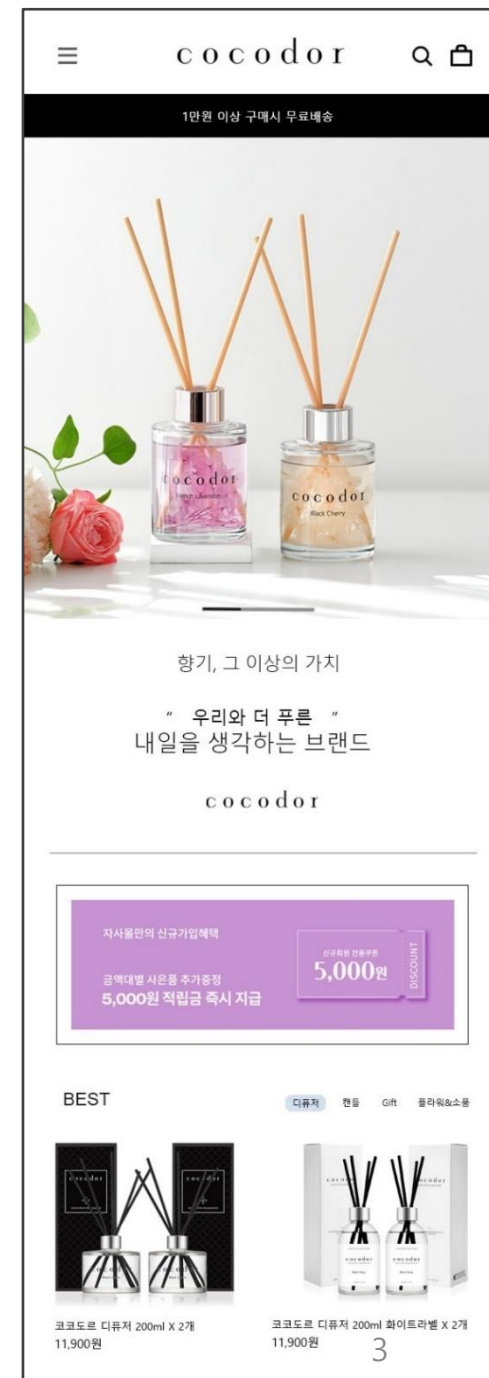 cocodor
1만원 이상 구매시 무료배송
cocodor
French Lavender
cocodor
Black Cherry
향기, 그 이상의 가치
“ 우리와 더 푸른 ”
내일을 생각하는 브랜드
cocodor
자사몰만의 신규가입혜택
금액대별 사은품 추가증정
5,000원 적립금 즉시 지급
신규회원 전용쿠폰
5,000원
DISCOUNT
BEST
디퓨저 캔들 Gift 플라워&소품
cocodor
cocodor
cocodor
cocodor
cocodor
cocodor
코코도르 디퓨저 200ml X 2개
11,900원
코코도르 디퓨저 200ml 화이트라벨 X 2개
11,900원
3